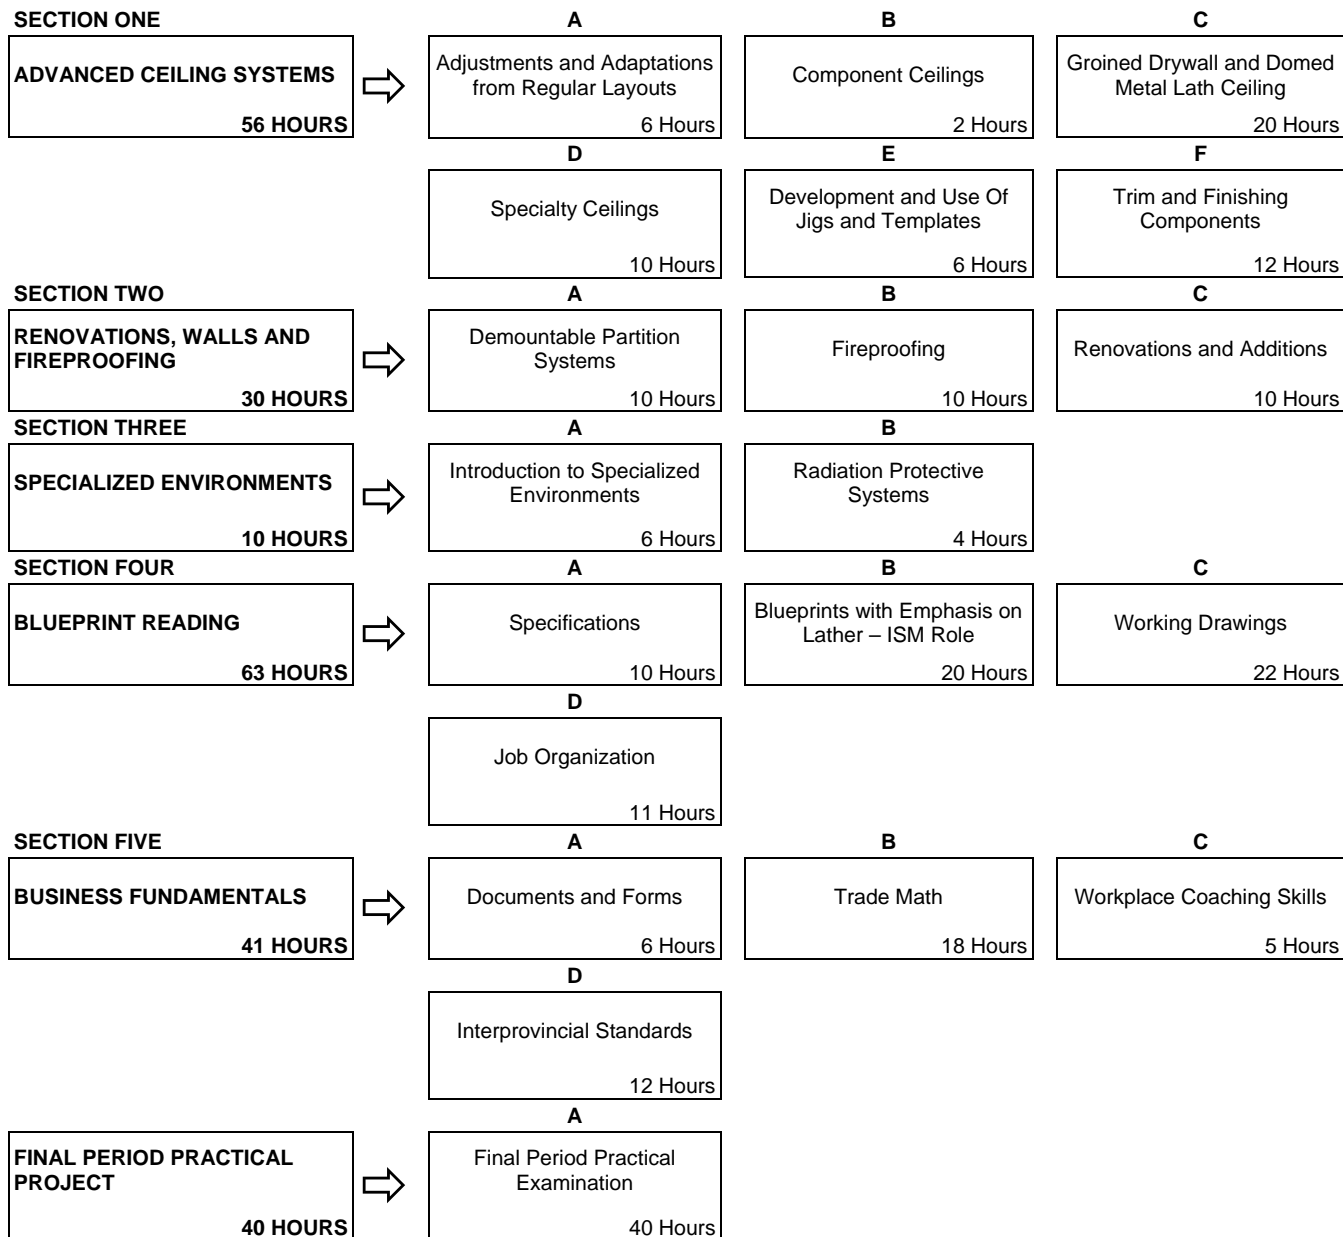 SECTION ONE
A
B
C
ADVANCED CEILING SYSTEMS
56 HOURS
Adjustments and Adaptations
from Regular Layouts
6 Hours
Component Ceilings
2 Hours
Groined Drywall and Domed
Metal Lath Ceiling
20 Hours
D
E
F
Specialty Ceilings
10 Hours
Development and Use Of
Jigs and Templates
6 Hours
Trim and Finishing
Components
12 Hours
SECTION TWO
A
B
C
RENOVATIONS, WALLS AND
FIREPROOFING
30 HOURS
Demountable Partition
Systems
10 Hours
Fireproofing
10 Hours
Renovations and Additions
10 Hours
SECTION THREE
A
B
SPECIALIZED ENVIRONMENTS
10 HOURS
Introduction to Specialized
Environments
6 Hours
Radiation Protective
Systems
4 Hours
SECTION FOUR
A
B
C
BLUEPRINT READING
63 HOURS
Specifications
10 Hours
Blueprints with Emphasis on
Lather – ISM Role
20 Hours
Working Drawings
22 Hours
D
Job Organization
11 Hours
SECTION FIVE
A
B
C
BUSINESS FUNDAMENTALS
41 HOURS
Documents and Forms
6 Hours
Trade Math
18 Hours
Workplace Coaching Skills
5 Hours
D
Interprovincial Standards
12 Hours
A
FINAL PERIOD PRACTICAL
PROJECT
40 HOURS
Final Period Practical
Examination
40 Hours